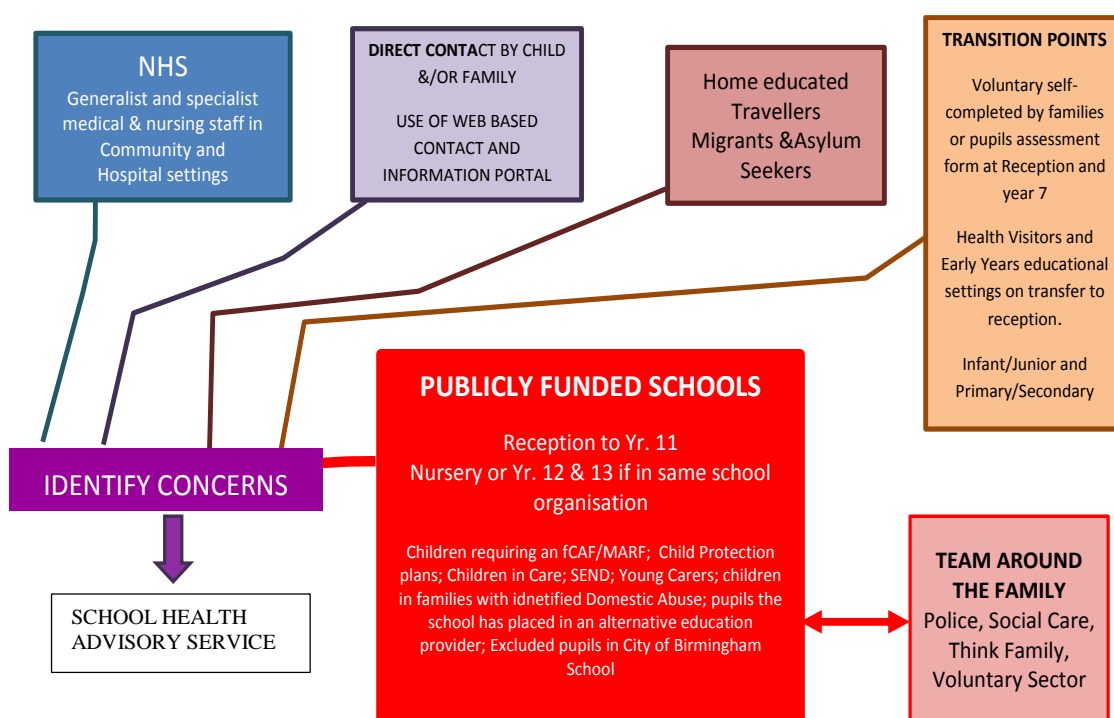 NHS
Generalist and specialist
medical & nursing staff in
Community and
Hospital settings
DIRECT CONTACT BY CHILD
&/OR FAMILY
USE OF WEB BASED
CONTACT AND
INFORMATION PORTAL
Home educated
Travellers
Migrants &Asylum
Seekers
TRANSITION POINTS
Voluntary self-
completed by families
or pupils assessment
form at Reception and
year 7
Health Visitors and
Early Years educational
settings on transfer to
reception.
Infant/Junior and
Primary/Secondary
PUBLICLY FUNDED SCHOOLS
Reception to Yr. 11
Nursery or Yr. 12 & 13 if in same school
organisation
Children requiring an fCAF/MARF; Child Protection
plans; Children in Care; SEND; Young Carers; children
in families with idnetified Domestic Abuse; pupils the
school has placed in an alternative education
provider; Excluded pupils in City of Birmingham
School
IDENTIFY CONCERNS
SCHOOL HEALTH
ADVISORY SERVICE
TEAM AROUND
THE FAMILY
Police, Social Care,
Think Family,
Voluntary Sector